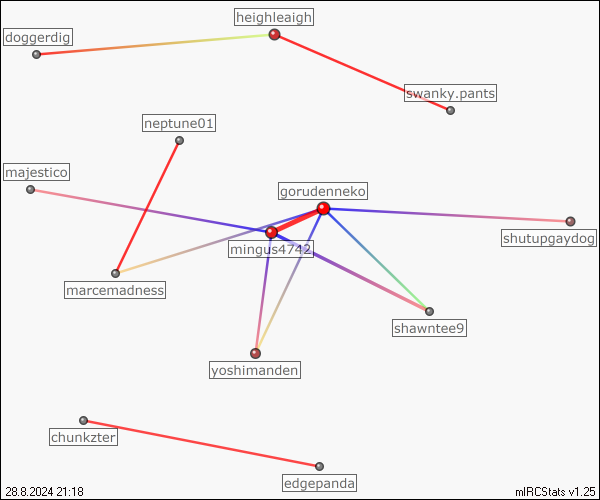 heighleaigh
doggerdig
swanky.pants
neptune01
majestico
gorudenneko
shutupgaydog
mingus4742
marcemadness
shawntee9
yoshimanden
chunkzter
edgepanda
28.8.2024 21:18
mIRCStats v1.25